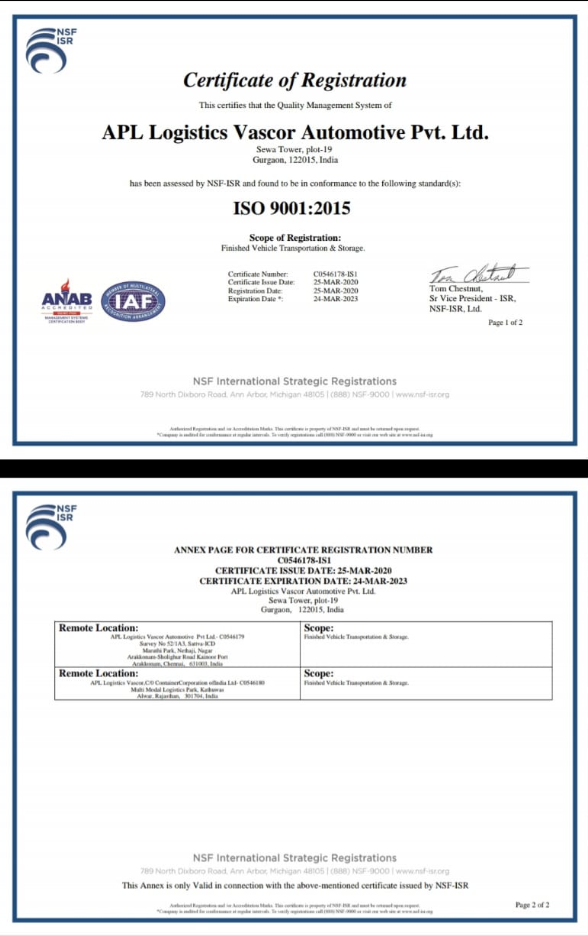 NSF
ISR
Certificate of Registration
This certifies that the Quality Management System of
APL Logistics Vascor Automotive Pvt. Ltd.
Sewa Tower, plot-19
Gurgaon, 122015, India
has been assessed by NSF-ISR and found to be in conformance to the following standard(s):
ISO 9001:2015
Scope of Registration:
Finished Vehicle Transportation & Storage.
Certificate Number: C0546178-IS1
Certificate Issue Date: 25-MAR-2020
Registration Date: 25-MAR-2020
Expiration Date *: 24-MAR-2023
ANAB
ACCREDITED
MANAGEMENT SYSTEMS
CERTIFICATION BODY
MEMBER OF MULTILATERAL
IAF
RECOGNITION ARRANGEMENT
Tom Chestnut
Tom Chestnut,
Sr Vice President - ISR,
NSF-ISR, Ltd.
Page 1 of 2
NSF International Strategic Registrations
789 North Dixboro Road, Ann Arbor, Michigan 48105 | (888) NSF-9000 | www.nsf-isr.org
Authorized Registration and /or Accreditation Marks. This certificate is property of NSF-ISR and must be returned upon request.
*Company is audited for conformance at regular intervals. To verify registrations call (888) NSF-9000 or visit our web site at www.nsf-isr.org
NSF
ISR
ANNEX PAGE FOR CERTIFICATE REGISTRATION NUMBER
C0546178-IS1
CERTIFICATE ISSUE DATE: 25-MAR-2020
CERTIFICATE EXPIRATION DATE: 24-MAR-2023
APL Logistics Vascor Automotive Pvt. Ltd.
Sewa Tower, plot-19
Gurgaon, 122015, India
Remote Location:
APL Logistics Vascor Automotive Pvt Ltd.- C0546179
Survey No 52/1A3, Sattva-ICD
Maruthi Park, Nethaji, Nagar
Arakkonam-Sholighur Road Kainoor Port
Arakkonam, Chennai, 631003, India
Scope:
Finished Vehicle Transportation & Storage.
Remote Location:
APL Logistics Vascor,C/0 ContainerCorporation ofIndia Ltd- C0546180
Multi Modal Logistics Park, Kathuwas
Alwar, Rajasthan, 301704, India
Scope:
Finished Vehicle Transportation & Storage.
NSF International Strategic Registrations
789 North Dixboro Road, Ann Arbor, Michigan 48105 | (888) NSF-9000 | www.nsf-isr.org
This Annex is only Valid in connection with the above-mentioned certificate issued by NSF-ISR
Authorized Registration and /or Accreditation Marks. This certificate is property of NSF-ISR and must be returned upon request.
*Company is audited for conformance at regular intervals. To verify registrations call (888) NSF-9000 or visit our web site at www.nsf-isr.org
Page 2 of 2